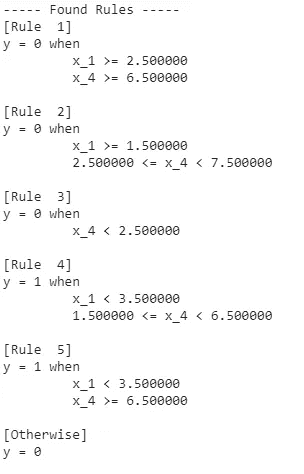 ----- Found Rules -----
[Rule  1]
y = 0 when
x_1 >= 2.500000
x_4 >= 6.500000
[Rule  2]
y = 0 when
x_1 >= 1.500000
2.500000 <= x_4 < 7.500000
[Rule  3]
y = 0 when
x_4 < 2.500000
[Rule  4]
y = 1 when
x_1 < 3.500000
1.500000 <= x_4 < 6.500000
[Rule  5]
y = 1 when
x_1 < 3.500000
x_4 >= 6.500000
[Otherwise]
y = 0